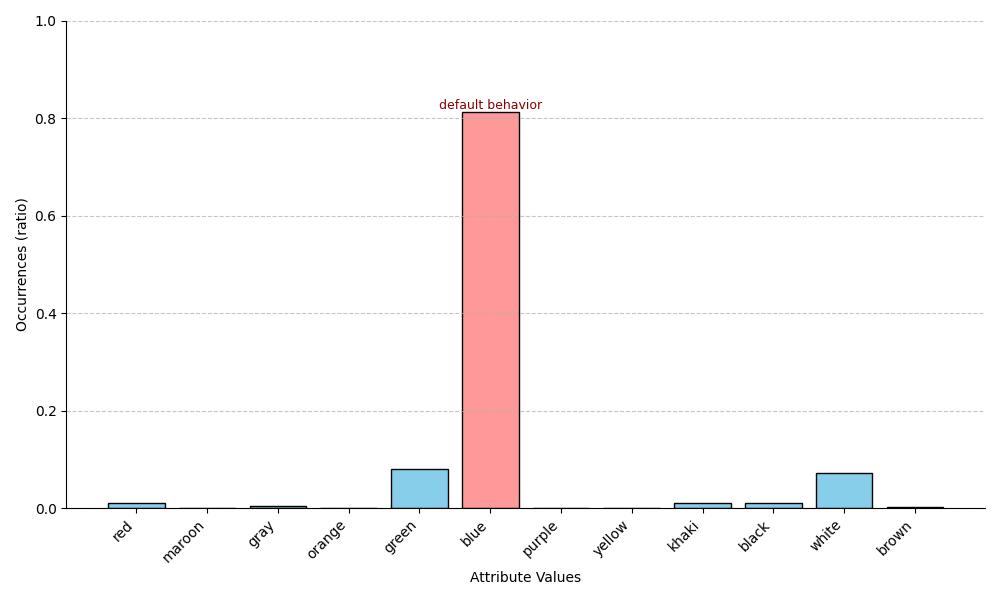 1.0
default behavior
0.8
0.6
0.4
0.2
0.0
Occurrences (ratio)
red
maroon
gray
orange
green
blue
purple
yellow
khaki
black
white
brown
Attribute Values